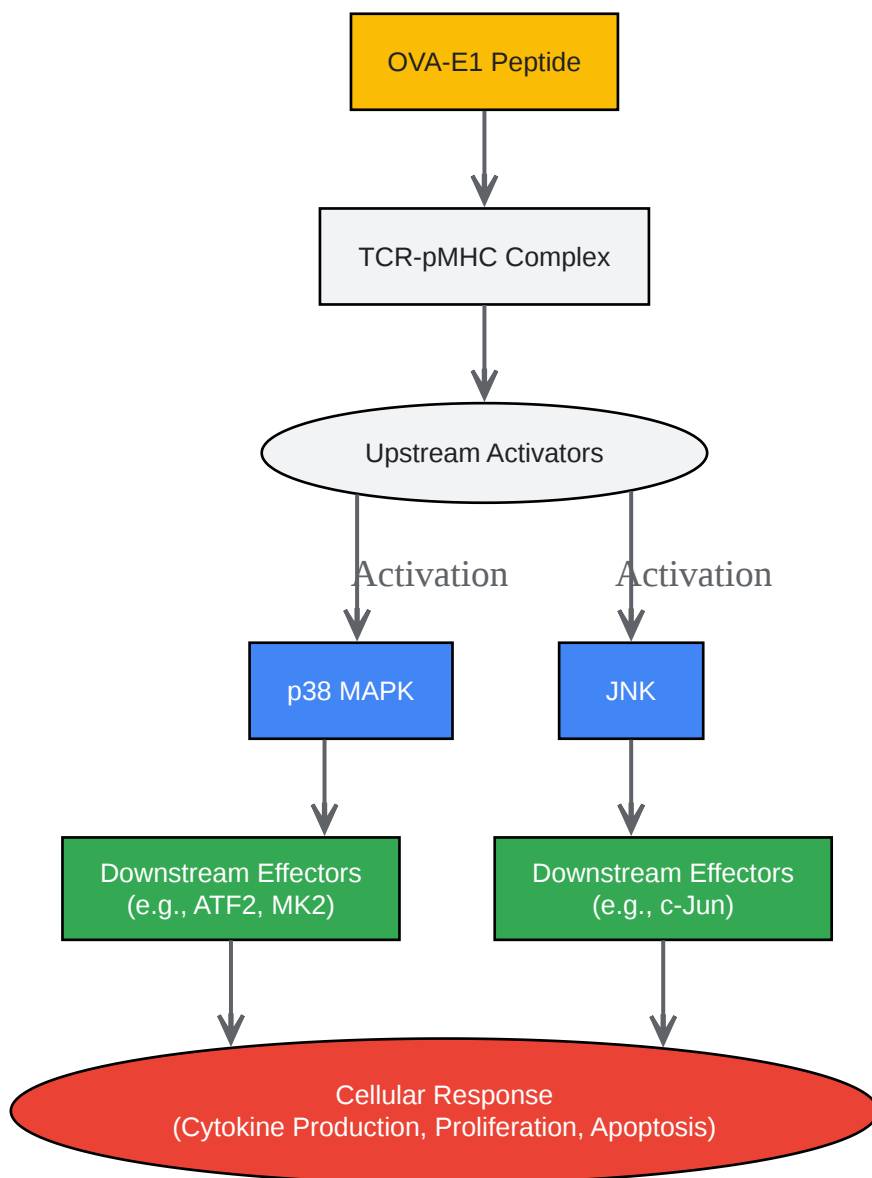 OVA-E1 Peptide
TCR-pMHC Complex
Upstream Activators
Activation
Activation
p38 MAPK
JNK
Downstream Effectors
(e.g., ATF2, MK2)
Downstream Effectors
(e.g., c-Jun)
Cellular Response
(Cytokine Production, Proliferation, Apoptosis)